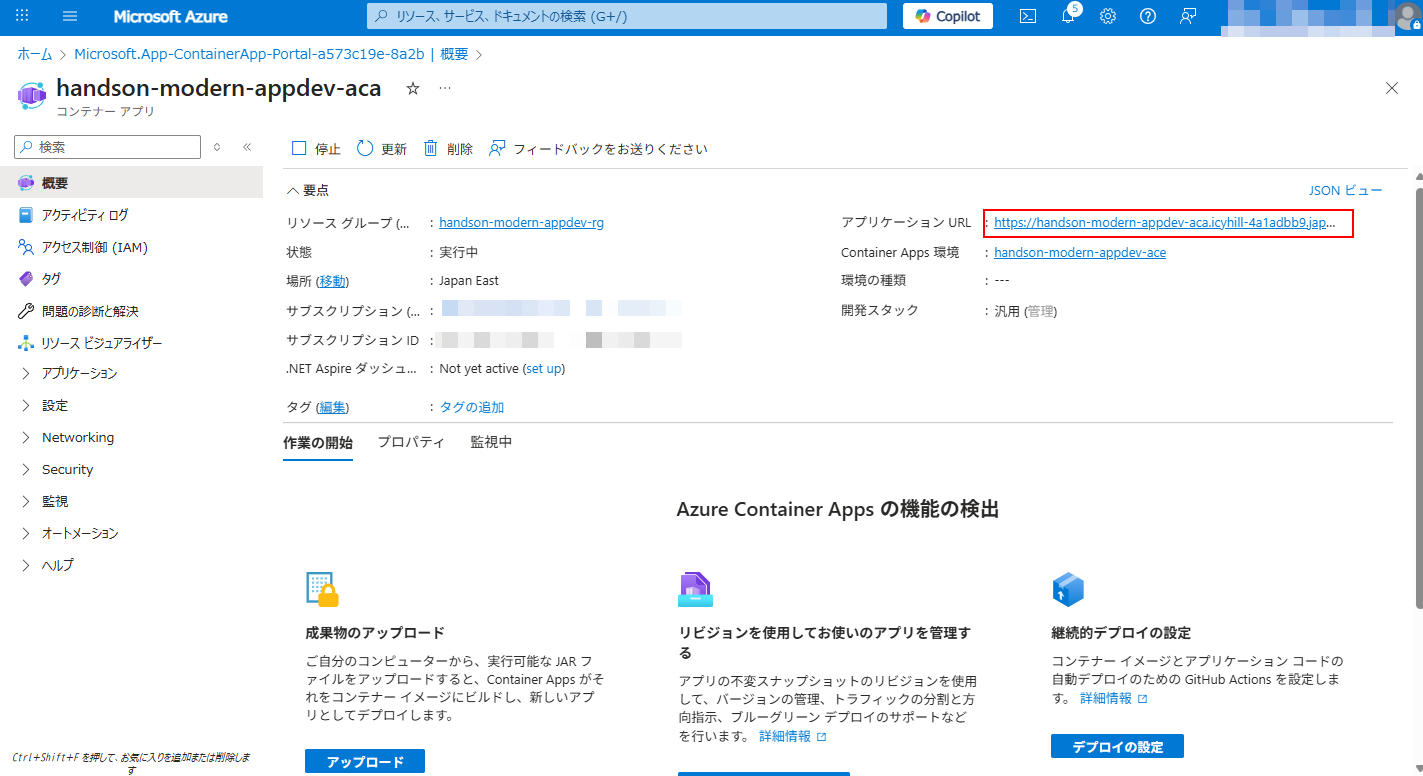 Microsoft Azure
リソース、サービス、ドキュメントの検索 (G+/)
Copilot
5
ホーム > Microsoft.App-ContainerApp-Portal-a573c19e-8a2b | 概要 >
handson-modern-appdev-aca
コンテナー アプリ
検索
停止
更新
削除
フィードバックをお送りください
概要
アクティビティ ログ
アクセス制御 (IAM)
タグ
問題の診断と解決
リソース ビジュアライザー
アプリケーション
設定
Networking
Security
監視
オートメーション
ヘルプ
Ctrl+Shift+F を押して、お気に入りを追加または削除しま
す
要点
JSON ビュー
リソース グループ (... : handson-modern-appdev-rg
状態 : 実行中
場所 (移動) : Japan East
サブスクリプション (... :
サブスクリプション ID :
.NET Aspire ダッシュ... : Not yet active (set up)
タグ (編集) : タグの追加
アプリケーション URL : https://handson-modern-appdev-aca.icyhill-4a1adbb9.jap...
Container Apps 環境 : handson-modern-appdev-ace
環境の種類 : ---
開発スタック : 汎用 (管理)
作業の開始
プロパティ
監視中
Azure Container Apps の機能の検出
成果物のアップロード
ご自分のコンピューターから、実行可能な JAR フ
ァイルをアップロードすると、Container Apps がそ
れをコンテナー イメージにビルドし、新しいアプ
リとしてデプロイします。
アップロード
リビジョンを使用してお使いのアプリを管理す
る
アプリの不変スナップショットのリビジョンを使用
して、バージョンの管理、トラフィックの分割と方
向指示、ブルーグリーン デプロイのサポートなど
を行います。 詳細情報
継続的デプロイの設定
コンテナー イメージとアプリケーション コードの
自動デプロイのための GitHub Actions を設定しま
す。 詳細情報
デプロイの設定